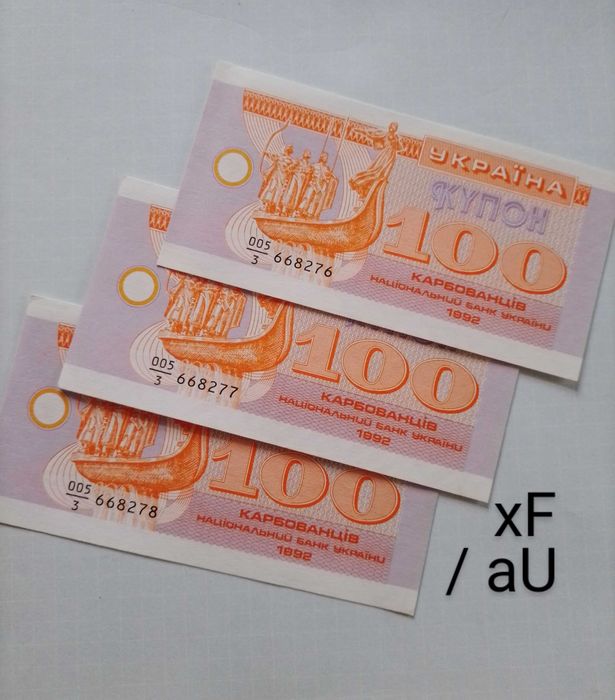 УКРАЇНА
КУПОН
100
005/3 668276
КАРБОВАНЦІВ
НАЦІОНАЛЬНИЙ БАНК УКРАЇНИ
1992
100
005/3 668277
КАРБОВАНЦІВ
НАЦІОНАЛЬНИЙ БАНК УКРАЇНИ
1992
100
005/3 668278
КАРБОВАНЦІВ
НАЦІОНАЛЬНИЙ БАНК УКРАЇНИ
1992
xF
/ aU